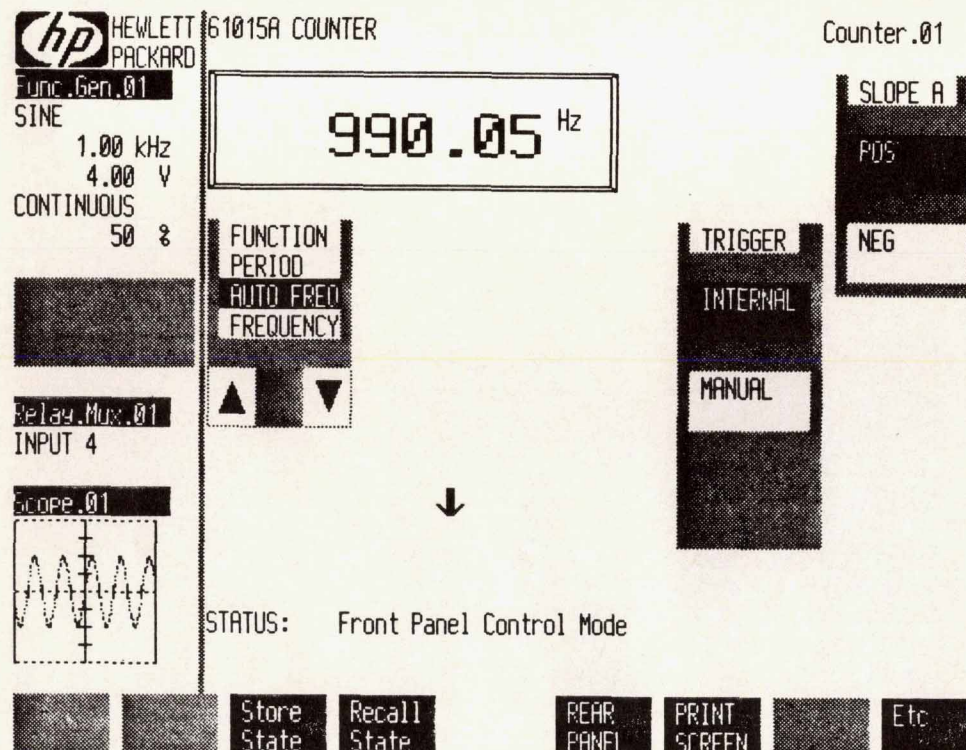 hp HEWLETT PACKARD
61015A COUNTER
Counter.01
Func.Gen.01
SINE
1.00 kHz
4.00 V
CONTINUOUS
50 %
990.05 Hz
FUNCTION
PERIOD
AUTO FREQ
FREQUENCY
TRIGGER
INTERNAL
MANUAL
SLOPE A
POS
NEG
Relay.Mux.01
INPUT 4
Scope.01
STATUS: Front Panel Control Mode
Store State
Recall State
REAR PANEL
PRINT SCREEN
Etc